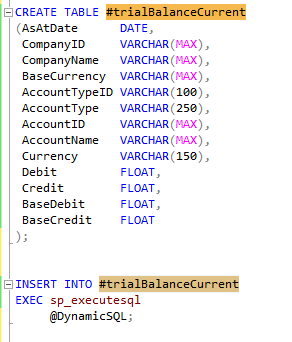 CREATE TABLE #trialBalanceCurrent
(AsAtDate DATE,
CompanyID VARCHAR(MAX),
CompanyName VARCHAR(MAX),
BaseCurrency VARCHAR(MAX),
AccountTypeID VARCHAR(100),
AccountType VARCHAR(250),
AccountID VARCHAR(MAX),
AccountName VARCHAR(MAX),
Currency VARCHAR(150),
Debit FLOAT,
Credit FLOAT,
BaseDebit FLOAT,
BaseCredit FLOAT
);
INSERT INTO #trialBalanceCurrent
EXEC sp_executesql
@DynamicSQL;